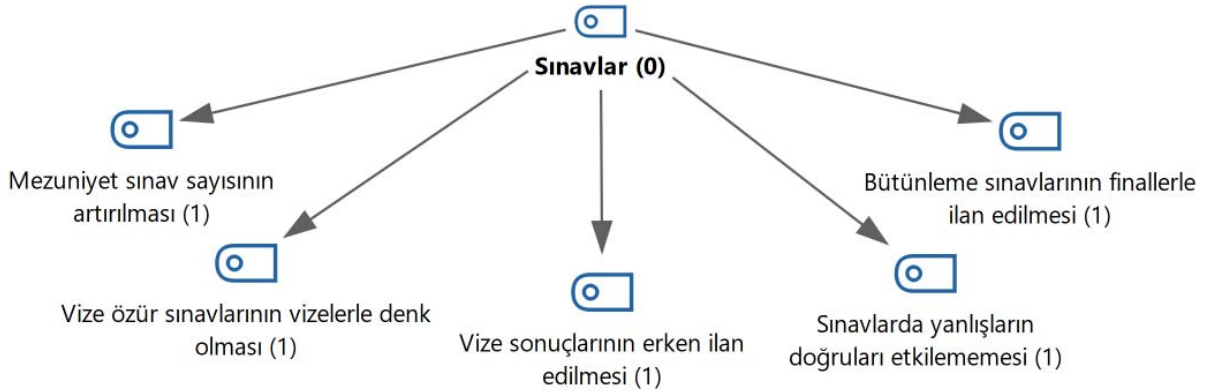 Sınavlar (0)
Mezuniyet sınav sayısının
artırılması (1)
Bütünleme sınavlarının finallerle
ilan edilmesi (1)
Vize özür sınavlarının vizelerle denk
olması (1)
Vize sonuçlarının erken ilan
edilmesi (1)
Sınavlarda yanlışların
doğruları etkilememesi (1)